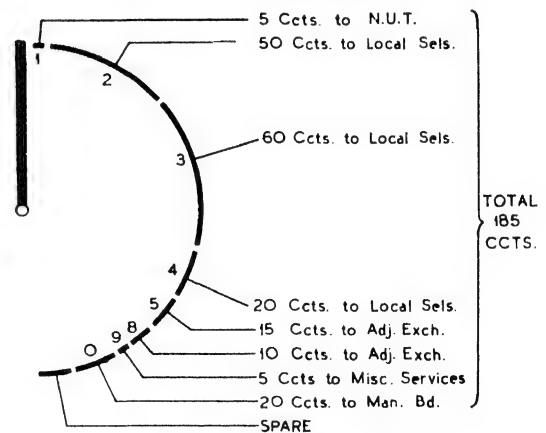 5 Ccts. to N.U.T.
1
50 Ccts. to Local Sels.
2
60 Ccts. to Local Sels.
3
TOTAL
185
CCTS.
4
20 Ccts. to Local Sels.
5
15 Ccts. to Adj. Exch.
8
10 Ccts. to Adj. Exch.
9
5 Ccts to Misc. Services
0
20 Ccts. to Man. Bd.
SPARE